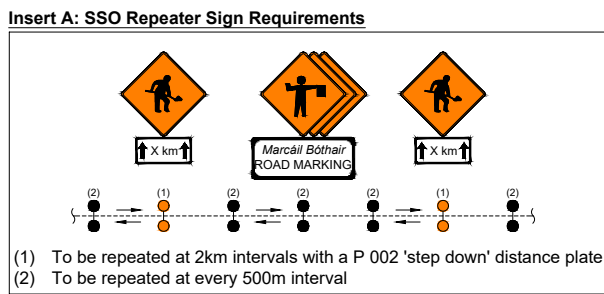 Insert A: SSO Repeater Sign Requirements
X km
Marcáil Bóthair
ROAD MARKING
X km
(2) (1) (2) (2) (2) (1) (2)
(1) To be repeated at 2km intervals with a P 002 'step down' distance plate
(2) To be repeated at every 500m interval